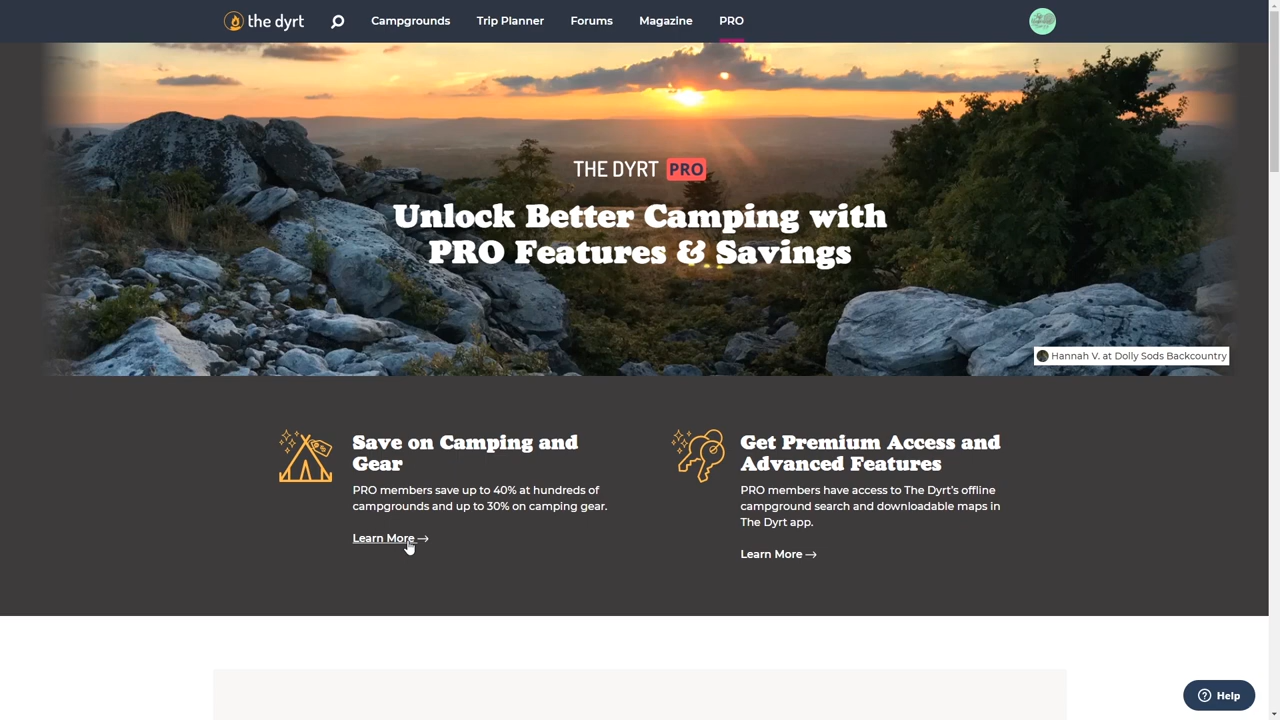 the dyrt
Campgrounds
Trip Planner
Forums
Magazine
PRO
THE DYRT PRO
Unlock Better Camping with
PRO Features & Savings
Hannah V. at Dolly Sods Backcountry
Save on Camping and
Gear
PRO members save up to 40% at hundreds of
campgrounds and up to 30% on camping gear.
Learn More →
Get Premium Access and
Advanced Features
PRO members have access to The Dyrt's offline
campground search and downloadable maps in
The Dyrt app.
Learn More →
Help